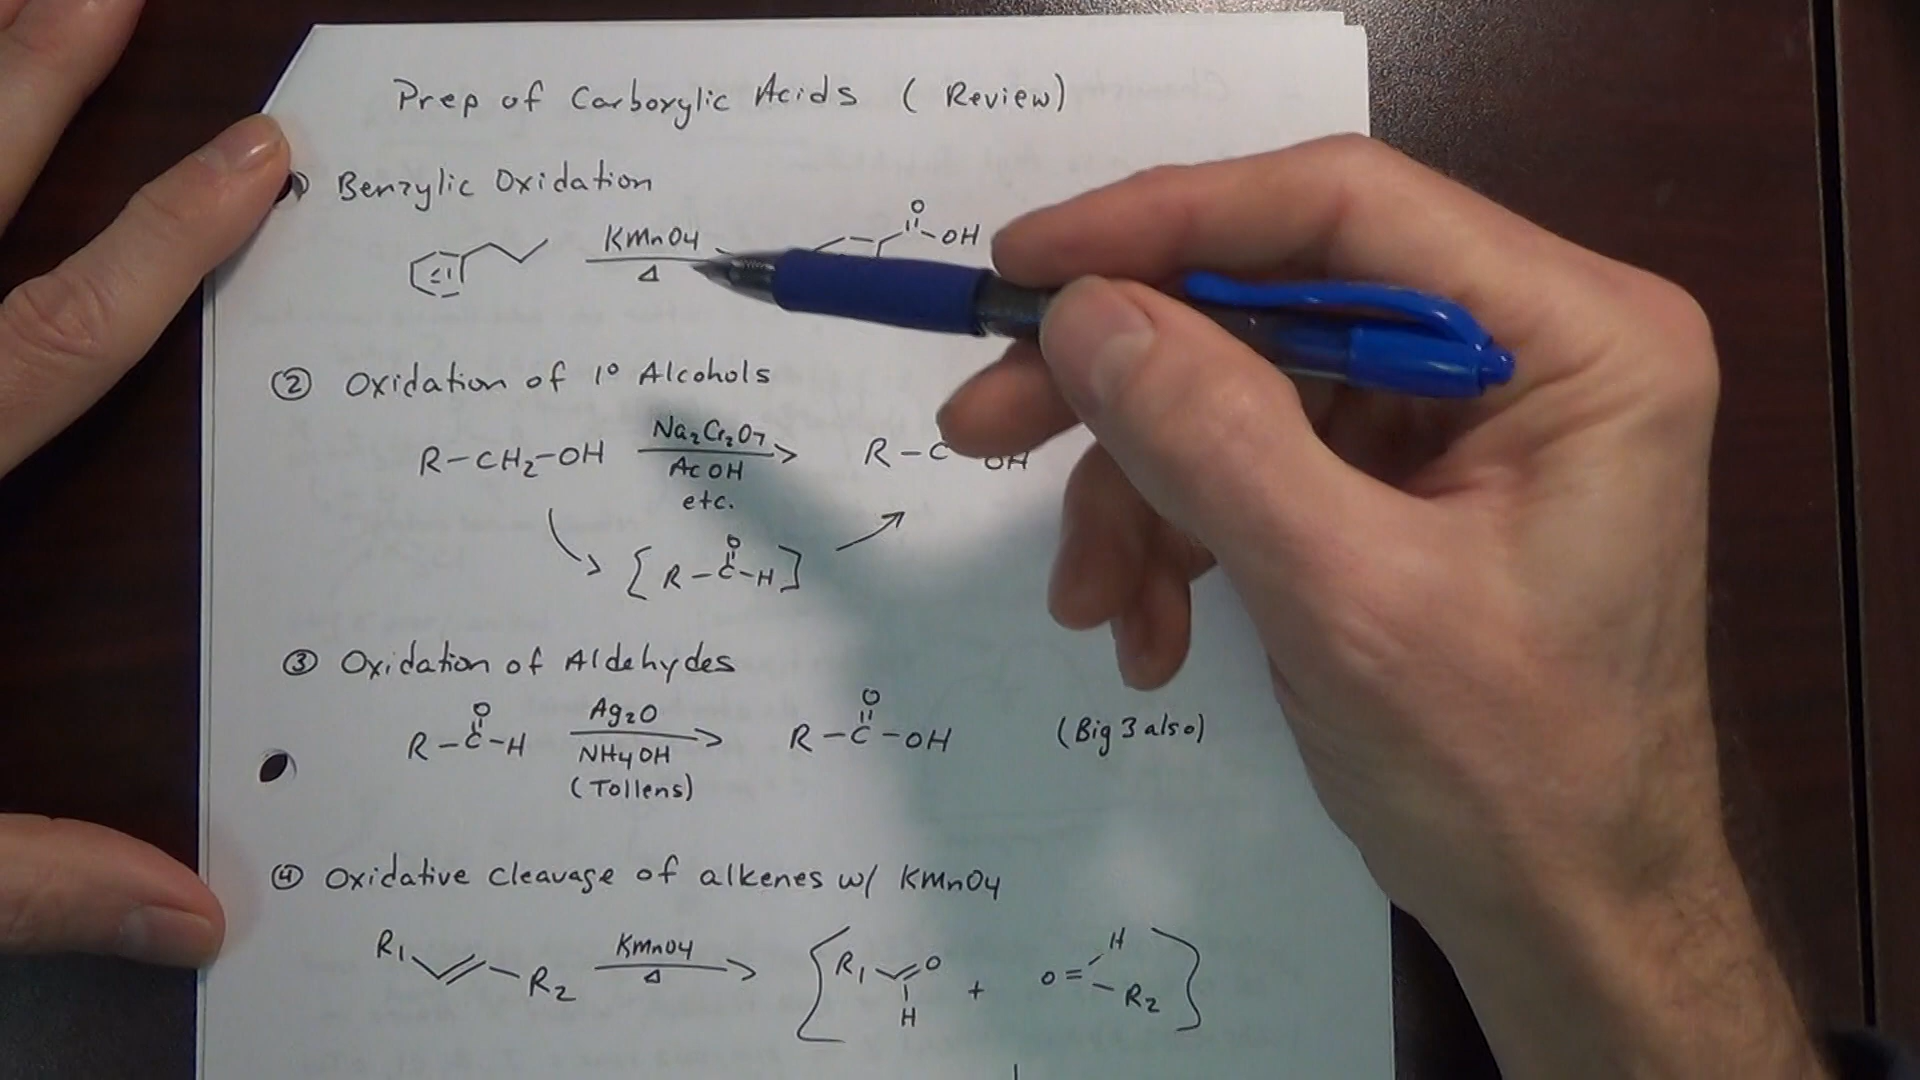 Prep of Carboxylic Acids (Review)
Benzylic Oxidation
KMnO4
Δ
O
OH
② Oxidation of 1° Alcohols
R-CH2-OH
Na2Cr2O7
AcOH
etc.
R-C
OH
[R-C-H]
O
③ Oxidation of Aldehydes
R-C-H
O
Ag2O
NH4OH
(Tollens)
R-C-OH
O
(Big 3 also)
④ Oxidative cleavage of alkenes w/ KMnO4
R1
R2
KMnO4
Δ
[R1
O
H
+
O=
H
R2]